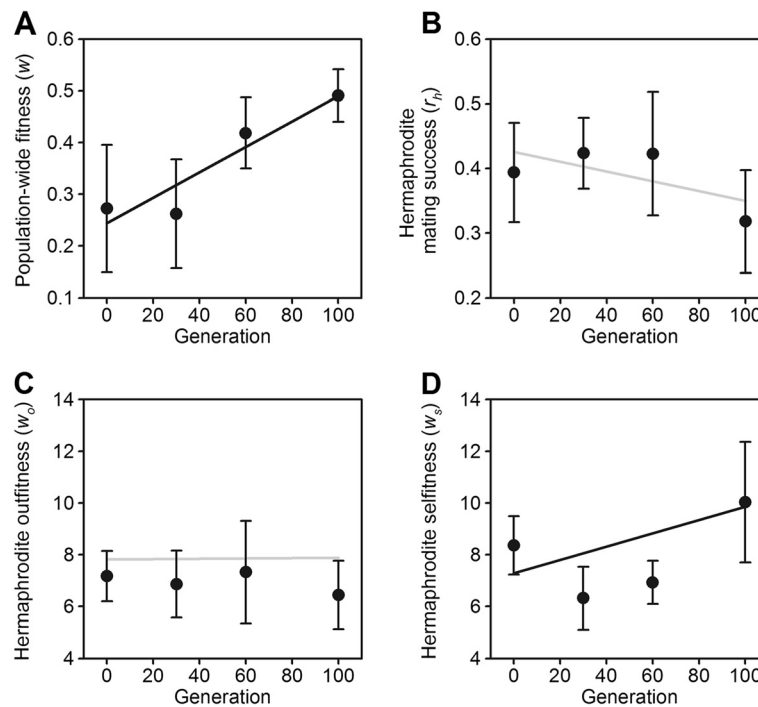 A
Population-wide fitness (w)
0.6
0.5
0.4
0.3
0.2
0.1
0 20 40 60 80 100
Generation
B
Hermaphrodite
mating success (rₕ)
0.6
0.5
0.4
0.3
0.2
0 20 40 60 80 100
Generation
C
Hermaphrodite outfitness (wₒ)
14
12
10
8
6
4
0 20 40 60 80 100
Generation
D
Hermaphrodite selfitness (wₛ)
14
12
10
8
6
4
0 20 40 60 80 100
Generation